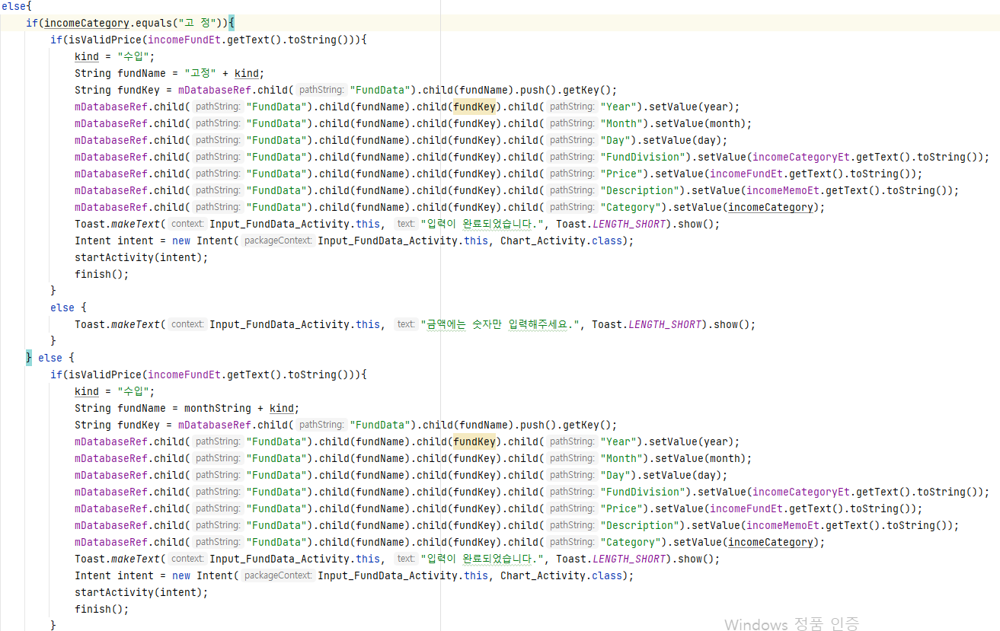 else{
if(incomeCategory.equals("고 정")){
if(isValidPrice(incomeFundEt.getText().toString())){
kind = "수입";
String fundName = "고정" + kind;
String fundKey = mDatabaseRef.child( pathString: "FundData").child(fundName).push().getKey();
mDatabaseRef.child( pathString: "FundData").child(fundName).child(fundKey).child( pathString: "Year").setValue(year);
mDatabaseRef.child( pathString: "FundData").child(fundName).child(fundKey).child( pathString: "Month").setValue(month);
mDatabaseRef.child( pathString: "FundData").child(fundName).child(fundKey).child( pathString: "Day").setValue(day);
mDatabaseRef.child( pathString: "FundData").child(fundName).child(fundKey).child( pathString: "FundDivision").setValue(incomeCategoryEt.getText().toString());
mDatabaseRef.child( pathString: "FundData").child(fundName).child(fundKey).child( pathString: "Price").setValue(incomeFundEt.getText().toString());
mDatabaseRef.child( pathString: "FundData").child(fundName).child(fundKey).child( pathString: "Description").setValue(incomeMemoEt.getText().toString());
mDatabaseRef.child( pathString: "FundData").child(fundName).child(fundKey).child( pathString: "Category").setValue(incomeCategory);
Toast.makeText( context: Input_FundData_Activity.this, text: "입력이 완료되었습니다.", Toast.LENGTH_SHORT).show();
Intent intent = new Intent( packageContext: Input_FundData_Activity.this, Chart_Activity.class);
startActivity(intent);
finish();
}
else {
Toast.makeText( context: Input_FundData_Activity.this, text: "금액에는 숫자만 입력해주세요.", Toast.LENGTH_SHORT).show();
}
} else {
if(isValidPrice(incomeFundEt.getText().toString())){
kind = "수입";
String fundName = monthString + kind;
String fundKey = mDatabaseRef.child( pathString: "FundData").child(fundName).push().getKey();
mDatabaseRef.child( pathString: "FundData").child(fundName).child(fundKey).child( pathString: "Year").setValue(year);
mDatabaseRef.child( pathString: "FundData").child(fundName).child(fundKey).child( pathString: "Month").setValue(month);
mDatabaseRef.child( pathString: "FundData").child(fundName).child(fundKey).child( pathString: "Day").setValue(day);
mDatabaseRef.child( pathString: "FundData").child(fundName).child(fundKey).child( pathString: "FundDivision").setValue(incomeCategoryEt.getText().toString());
mDatabaseRef.child( pathString: "FundData").child(fundName).child(fundKey).child( pathString: "Price").setValue(incomeFundEt.getText().toString());
mDatabaseRef.child( pathString: "FundData").child(fundName).child(fundKey).child( pathString: "Description").setValue(incomeMemoEt.getText().toString());
mDatabaseRef.child( pathString: "FundData").child(fundName).child(fundKey).child( pathString: "Category").setValue(incomeCategory);
Toast.makeText( context: Input_FundData_Activity.this, text: "입력이 완료되었습니다.", Toast.LENGTH_SHORT).show();
Intent intent = new Intent( packageContext: Input_FundData_Activity.this, Chart_Activity.class);
startActivity(intent);
finish();
}
Windows 정품 인증